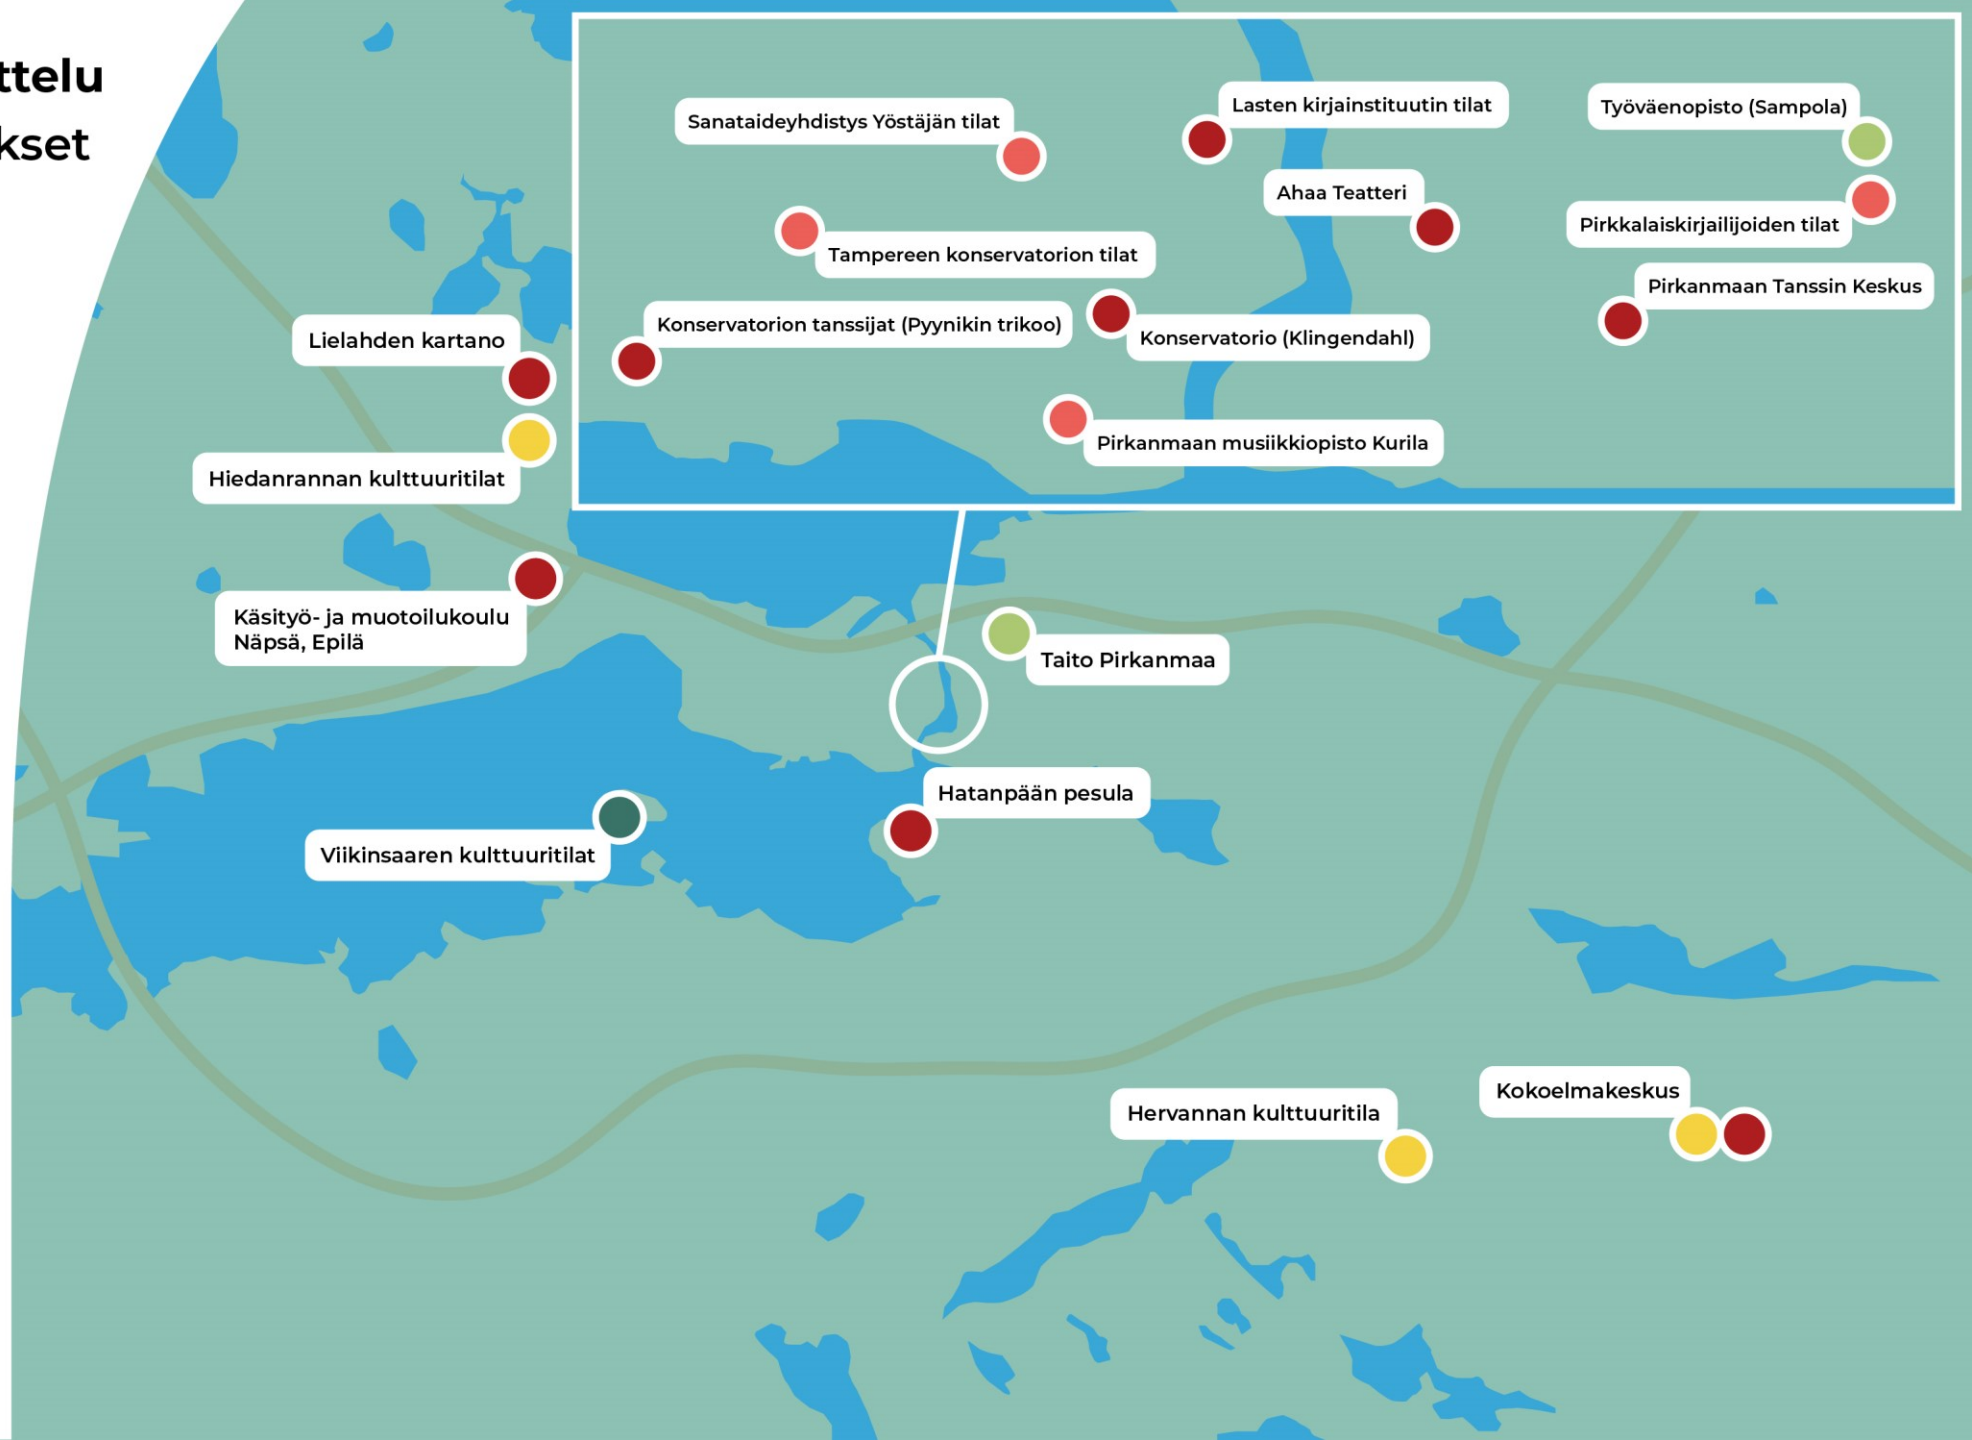 ttelu
kset
Sanataideyhdistys Yöstäjän tilat
Lasten kirjainstituutin tilat
Työväenopisto (Sampola)
Ahaa Teatteri
Pirkkalaiskirjailijoiden tilat
Tampereen konservatorion tilat
Pirkanmaan Tanssin Keskus
Konservatorion tanssijat (Pyynikin trikoo)
Konservatorio (Klingendahl)
Pirkanmaan musiikkiopisto Kurila
Lielahden kartano
Hiedanrannan kulttuuritilat
Käsityö- ja muotoilukoulu
Näpsä, Epilä
Taito Pirkanmaa
Hatanpään pesula
Viikinsaaren kulttuuritilat
Kokoelmakeskus
Hervannan kulttuuritila